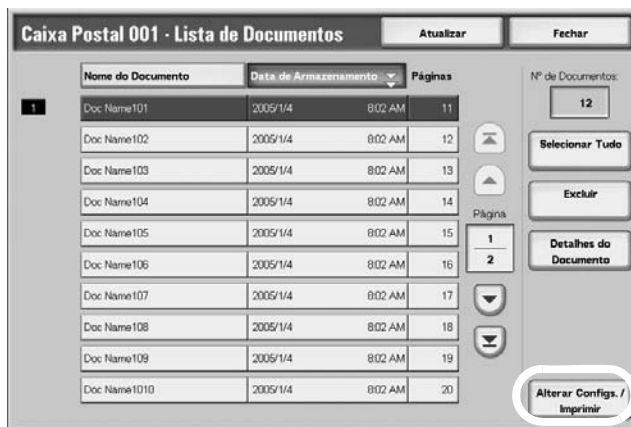 Caixa Postal 001 - Lista de Documentos Atualizar Fechar
Nome do Documento Data de Armazenamento Páginas Nº de Documentos:
1 Doc Name101 2005/1/4 8:02 AM 11 12
Doc Name102 2005/1/4 8:02 AM 12 Selecionar Tudo
Doc Name103 2005/1/4 8:02 AM 13
Doc Name104 2005/1/4 8:02 AM 14 Excluir
Página
Doc Name105 2005/1/4 8:02 AM 15 1 Detalhes do
Doc Name106 2005/1/4 8:02 AM 16 2 Documento
Doc Name107 2005/1/4 8:02 AM 17
Doc Name108 2005/1/4 8:02 AM 18
Doc Name109 2005/1/4 8:02 AM 19
Doc Name1010 2005/1/4 8:02 AM 20 Alterar Configs. /
Imprimir